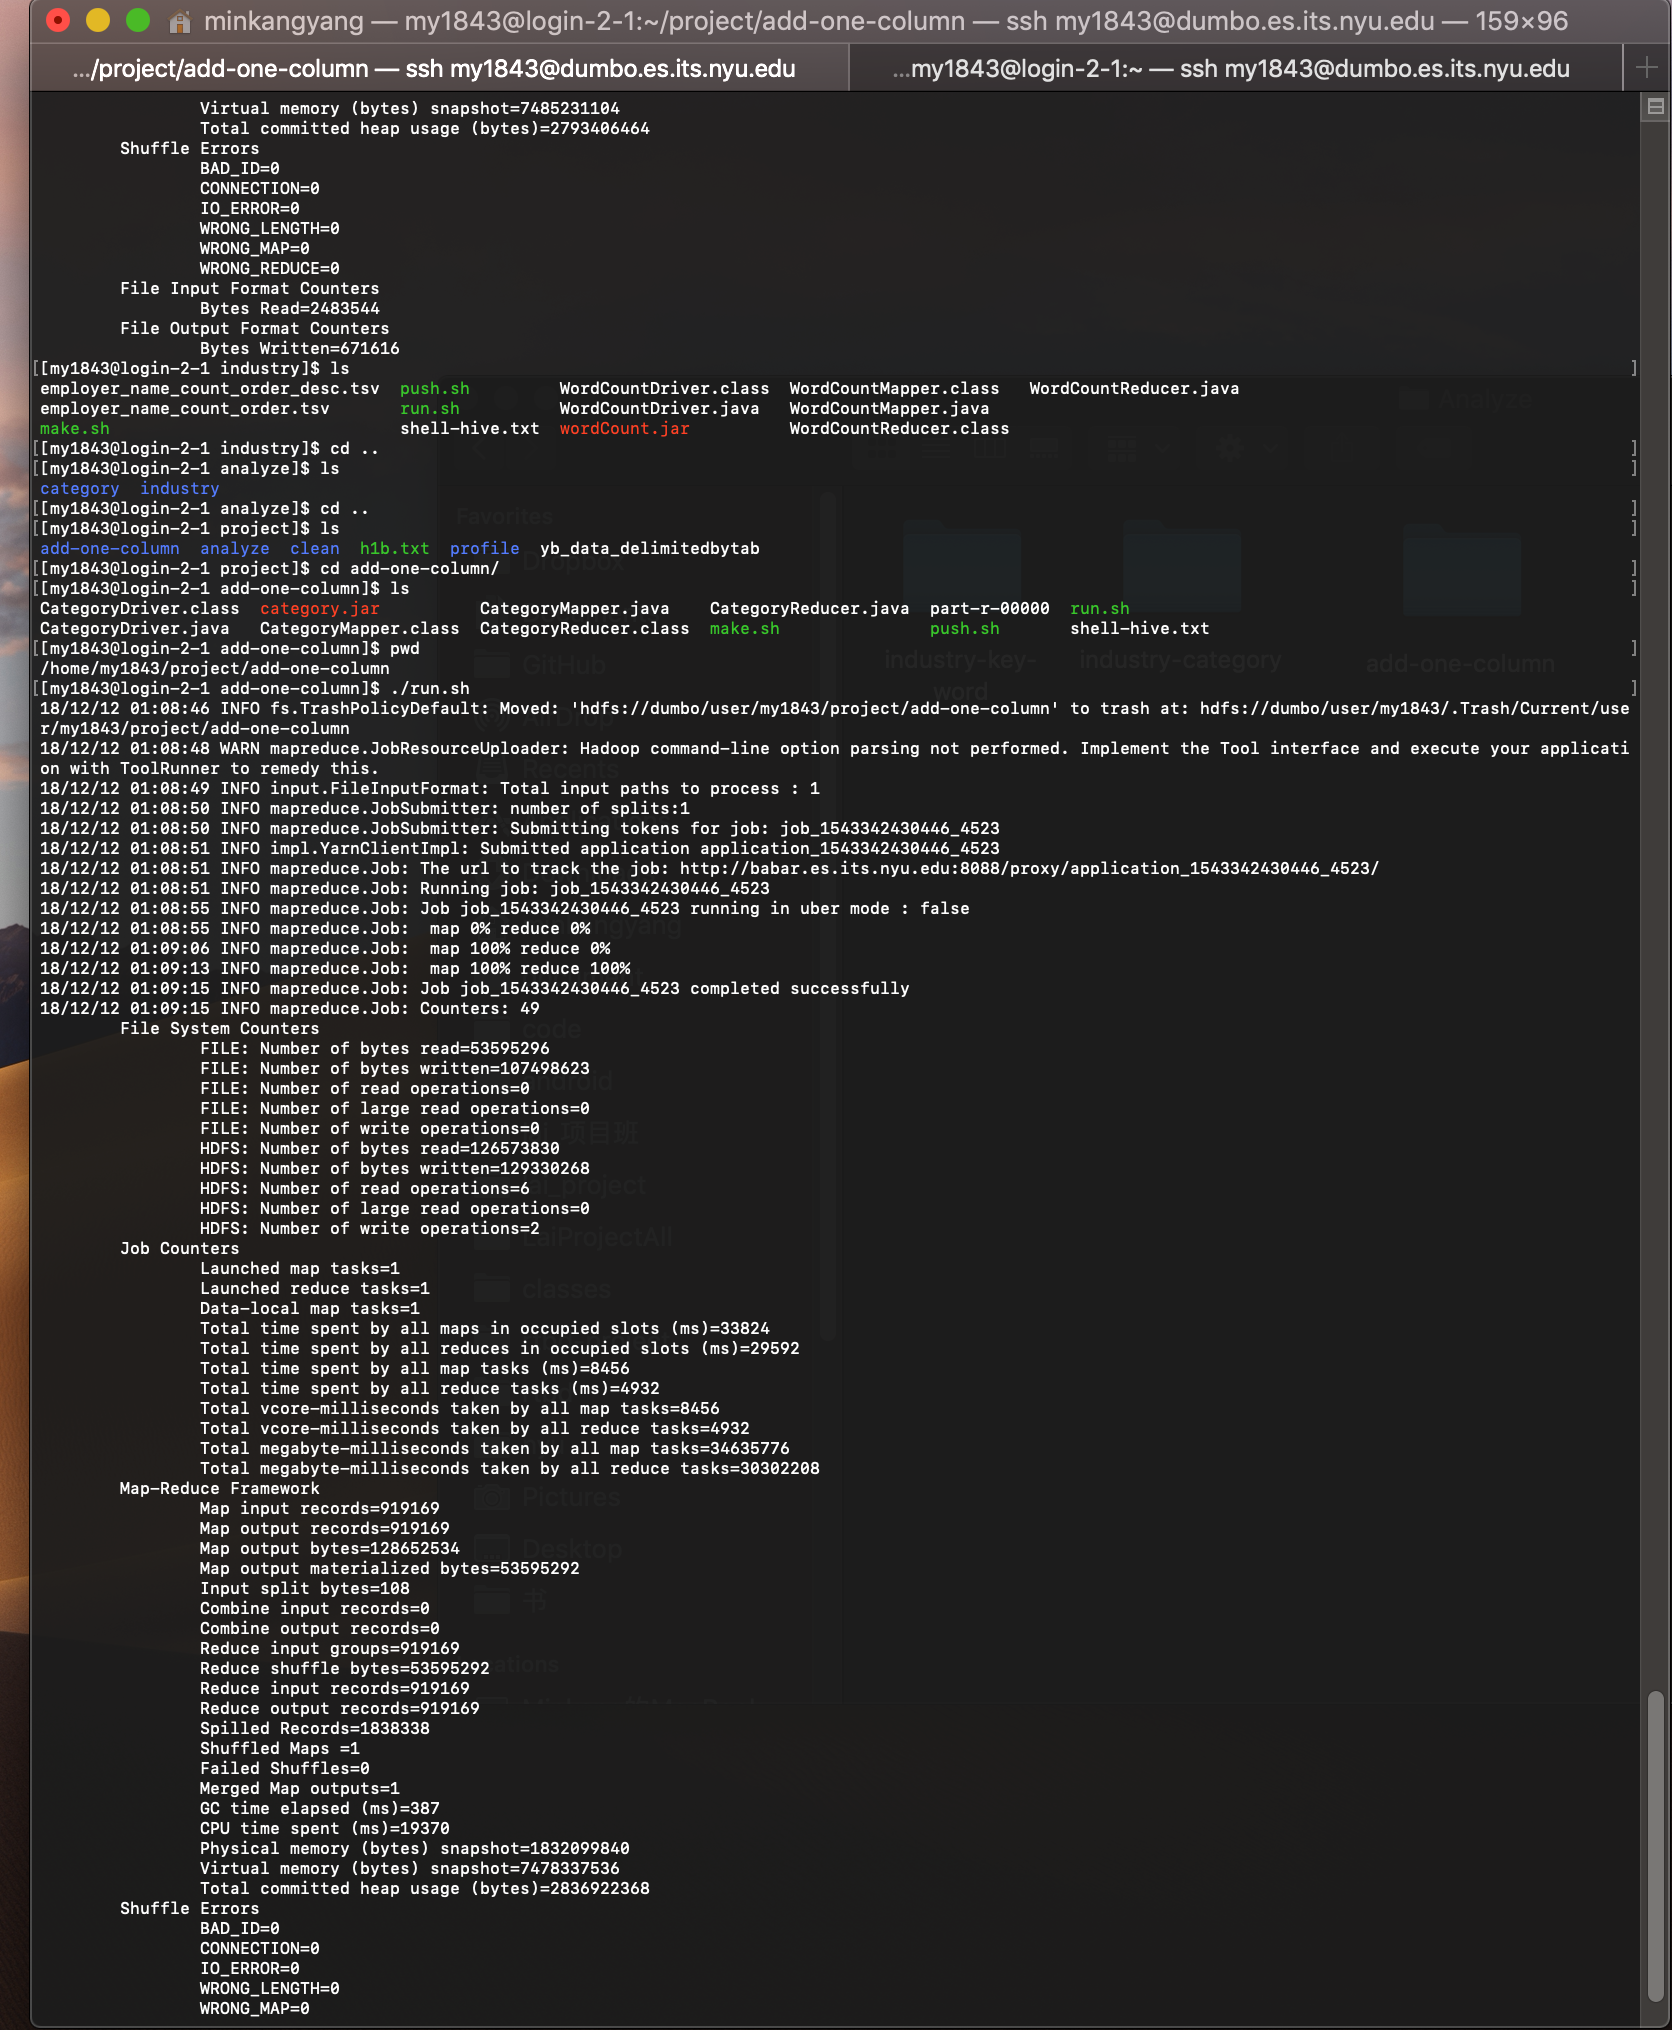 minkangyang — my1843@login-2-1:~/project/add-one-column — ssh my1843@dumbo.es.its.nyu.edu — 159×96
.../project/add-one-column — ssh my1843@dumbo.es.its.nyu.edu
...my1843@login-2-1:~ — ssh my1843@dumbo.es.its.nyu.edu
Virtual memory (bytes) snapshot=7485231104
Total committed heap usage (bytes)=2793406464
Shuffle Errors
BAD_ID=0
CONNECTION=0
IO_ERROR=0
WRONG_LENGTH=0
WRONG_MAP=0
WRONG_REDUCE=0
File Input Format Counters
Bytes Read=2483544
File Output Format Counters
Bytes Written=671616
[[my1843@login-2-1 industry]$ ls ]
employer_name_count_order_desc.tsv push.sh WordCountDriver.class WordCountMapper.class WordCountReducer.java
employer_name_count_order.tsv run.sh WordCountDriver.java WordCountMapper.java
make.sh shell-hive.txt wordCount.jar WordCountReducer.class
[[my1843@login-2-1 industry]$ cd .. ]
[[my1843@login-2-1 analyze]$ ls ]
category industry
[[my1843@login-2-1 analyze]$ cd .. ]
[[my1843@login-2-1 project]$ ls ]
add-one-column analyze clean h1b.txt profile yb_data_delimitedbytab
[[my1843@login-2-1 project]$ cd add-one-column/ ]
[[my1843@login-2-1 add-one-column]$ ls ]
CategoryDriver.class category.jar CategoryMapper.java CategoryReducer.java part-r-00000 run.sh
CategoryDriver.java CategoryMapper.class CategoryReducer.class make.sh push.sh shell-hive.txt
[[my1843@login-2-1 add-one-column]$ pwd ]
/home/my1843/project/add-one-column
[[my1843@login-2-1 add-one-column]$ ./run.sh ]
18/12/12 01:08:46 INFO fs.TrashPolicyDefault: Moved: 'hdfs://dumbo/user/my1843/project/add-one-column' to trash at: hdfs://dumbo/user/my1843/.Trash/Current/use
r/my1843/project/add-one-column
18/12/12 01:08:48 WARN mapreduce.JobResourceUploader: Hadoop command-line option parsing not performed. Implement the Tool interface and execute your applicati
on with ToolRunner to remedy this.
18/12/12 01:08:49 INFO input.FileInputFormat: Total input paths to process : 1
18/12/12 01:08:50 INFO mapreduce.JobSubmitter: number of splits:1
18/12/12 01:08:50 INFO mapreduce.JobSubmitter: Submitting tokens for job: job_1543342430446_4523
18/12/12 01:08:51 INFO impl.YarnClientImpl: Submitted application application_1543342430446_4523
18/12/12 01:08:51 INFO mapreduce.Job: The url to track the job: http://babar.es.its.nyu.edu:8088/proxy/application_1543342430446_4523/
18/12/12 01:08:51 INFO mapreduce.Job: Running job: job_1543342430446_4523
18/12/12 01:08:55 INFO mapreduce.Job: Job job_1543342430446_4523 running in uber mode : false
18/12/12 01:08:55 INFO mapreduce.Job:  map 0% reduce 0%
18/12/12 01:09:06 INFO mapreduce.Job:  map 100% reduce 0%
18/12/12 01:09:13 INFO mapreduce.Job:  map 100% reduce 100%
18/12/12 01:09:15 INFO mapreduce.Job: Job job_1543342430446_4523 completed successfully
18/12/12 01:09:15 INFO mapreduce.Job: Counters: 49
File System Counters
FILE: Number of bytes read=53595296
FILE: Number of bytes written=107498623
FILE: Number of read operations=0
FILE: Number of large read operations=0
FILE: Number of write operations=0
HDFS: Number of bytes read=126573830
HDFS: Number of bytes written=129330268
HDFS: Number of read operations=6
HDFS: Number of large read operations=0
HDFS: Number of write operations=2
Job Counters
Launched map tasks=1
Launched reduce tasks=1
Data-local map tasks=1
Total time spent by all maps in occupied slots (ms)=33824
Total time spent by all reduces in occupied slots (ms)=29592
Total time spent by all map tasks (ms)=8456
Total time spent by all reduce tasks (ms)=4932
Total vcore-milliseconds taken by all map tasks=8456
Total vcore-milliseconds taken by all reduce tasks=4932
Total megabyte-milliseconds taken by all map tasks=34635776
Total megabyte-milliseconds taken by all reduce tasks=30302208
Map-Reduce Framework
Map input records=919169
Map output records=919169
Map output bytes=128652534
Map output materialized bytes=53595292
Input split bytes=108
Combine input records=0
Combine output records=0
Reduce input groups=919169
Reduce shuffle bytes=53595292
Reduce input records=919169
Reduce output records=919169
Spilled Records=1838338
Shuffled Maps =1
Failed Shuffles=0
Merged Map outputs=1
GC time elapsed (ms)=387
CPU time spent (ms)=19370
Physical memory (bytes) snapshot=1832099840
Virtual memory (bytes) snapshot=7478337536
Total committed heap usage (bytes)=2836922368
Shuffle Errors
BAD_ID=0
CONNECTION=0
IO_ERROR=0
WRONG_LENGTH=0
WRONG_MAP=0
Analyze
Favorites
Dropbox
GitHub
AirDrop
Recents
code
android
项目班
LaiProjectAll
classes
Pictures
Desktop
书
industry-key-
word
industry-category
add-one-column